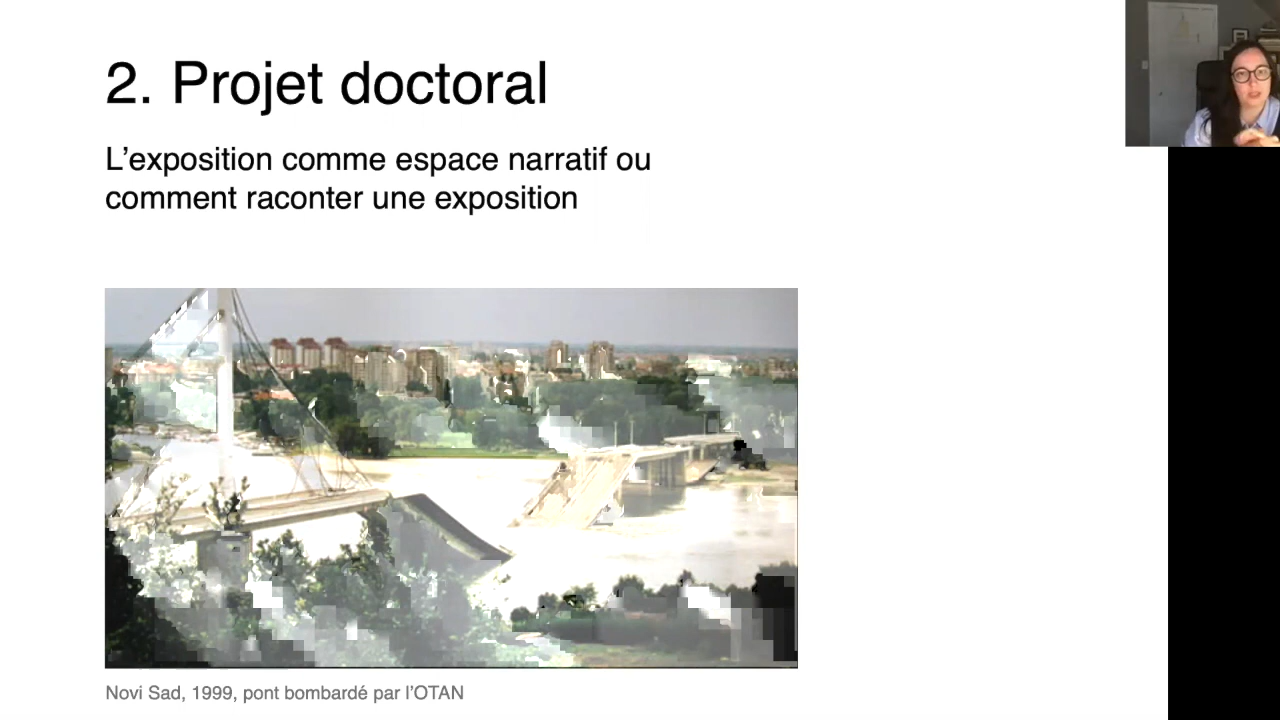 2. Projet doctoral
L’exposition comme espace narratif ou
comment raconter une exposition
Novi Sad, 1999, pont bombardé par l’OTAN